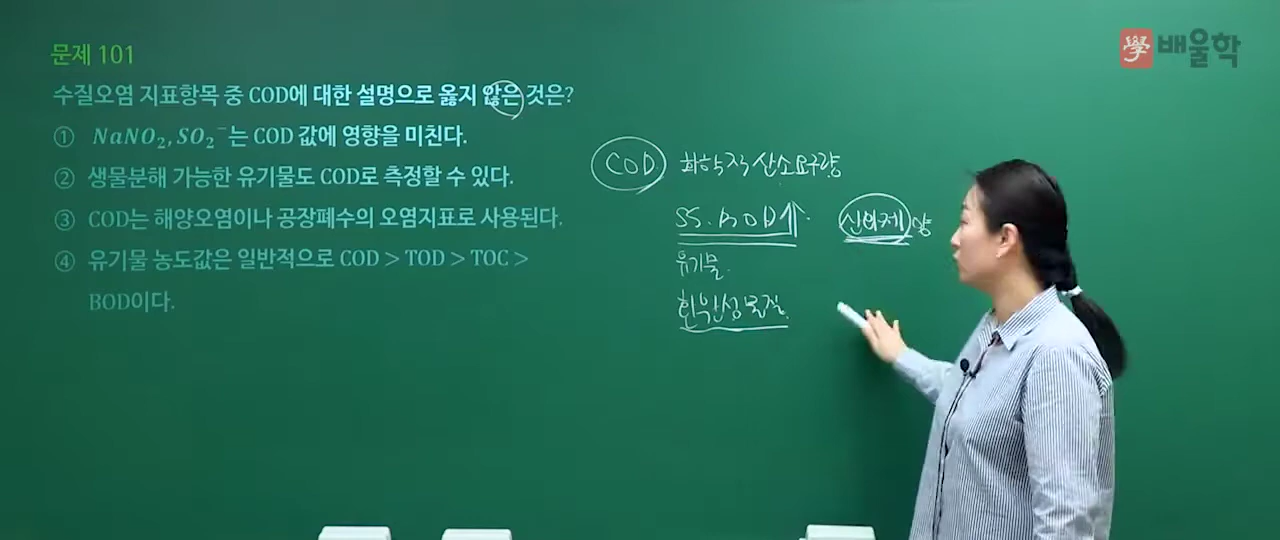 문제 101
學 배울학
수질오염 지표항목 중 COD에 대한 설명으로 옳지 않은 것은?
① NaNO₂, SO₂⁻는 COD 값에 영향을 미친다.
② 생물분해 가능한 유기물도 COD로 측정할 수 있다.
③ COD는 해양오염이나 공장폐수의 오염지표로 사용된다.
④ 유기물 농도값은 일반적으로 COD > TOD > TOC >
BOD이다.
COD 화학적산소요구량
SS. BOD↑. 산화제 양
유기물.
환원성물질.